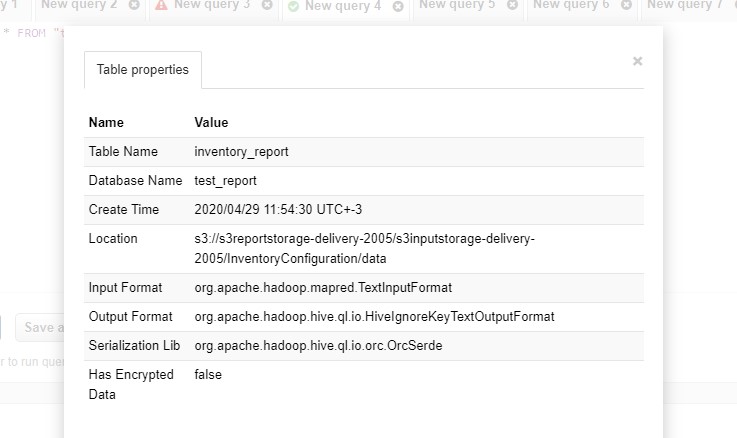 y 1 New query 2 New query 3 New query 4 New query 5 New query 6 New query 7
* FROM "t
Table properties
Name Value
Table Name inventory_report
Database Name test_report
Create Time 2020/04/29 11:54:30 UTC+-3
Location s3://s3reportstorage-delivery-2005/s3inputstorage-delivery-
2005/InventoryConfiguration/data
Input Format org.apache.hadoop.mapred.TextInputFormat
Output Format org.apache.hadoop.hive.ql.io.HiveIgnoreKeyTextOutputFormat
Save a
Serialization Lib org.apache.hadoop.hive.ql.io.orc.OrcSerde
r to run quer
Has Encrypted false
Data